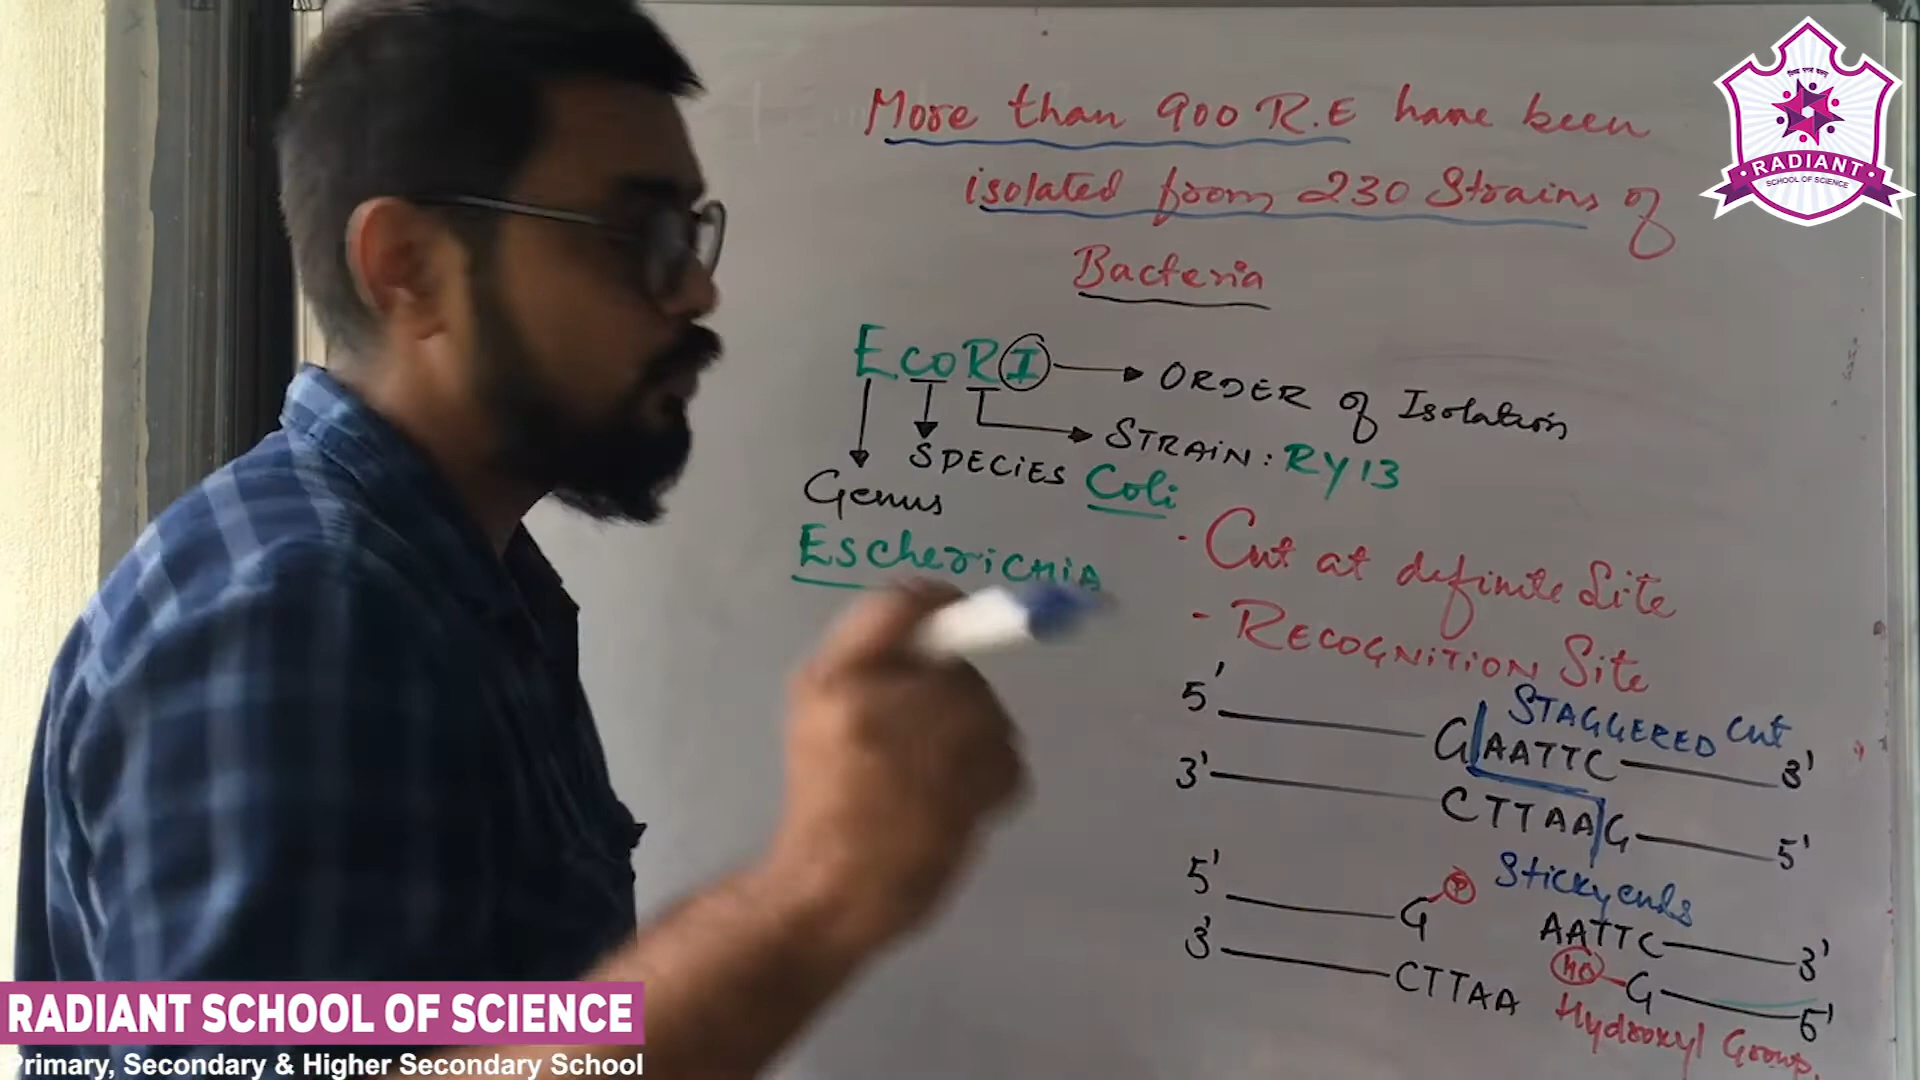 More than 900 R.E have been
isolated from 230 Strains of
Bacteria
EcoRI
ORDER of Isolation
STRAIN: RY13
SPECIES Coli
Genus
Escherichia
· Cut at definite Site
- RECOGNITION Site
STAGGERED cut
5' G AATTC 3'
3' CTTAA G 5'
Sticky ends
5' G P
AATTC 3'
3' CTTAA
HO G 5'
Hydroxyl Group.
RADIANT
SCHOOL OF SCIENCE
RADIANT SCHOOL OF SCIENCE
Primary, Secondary & Higher Secondary School